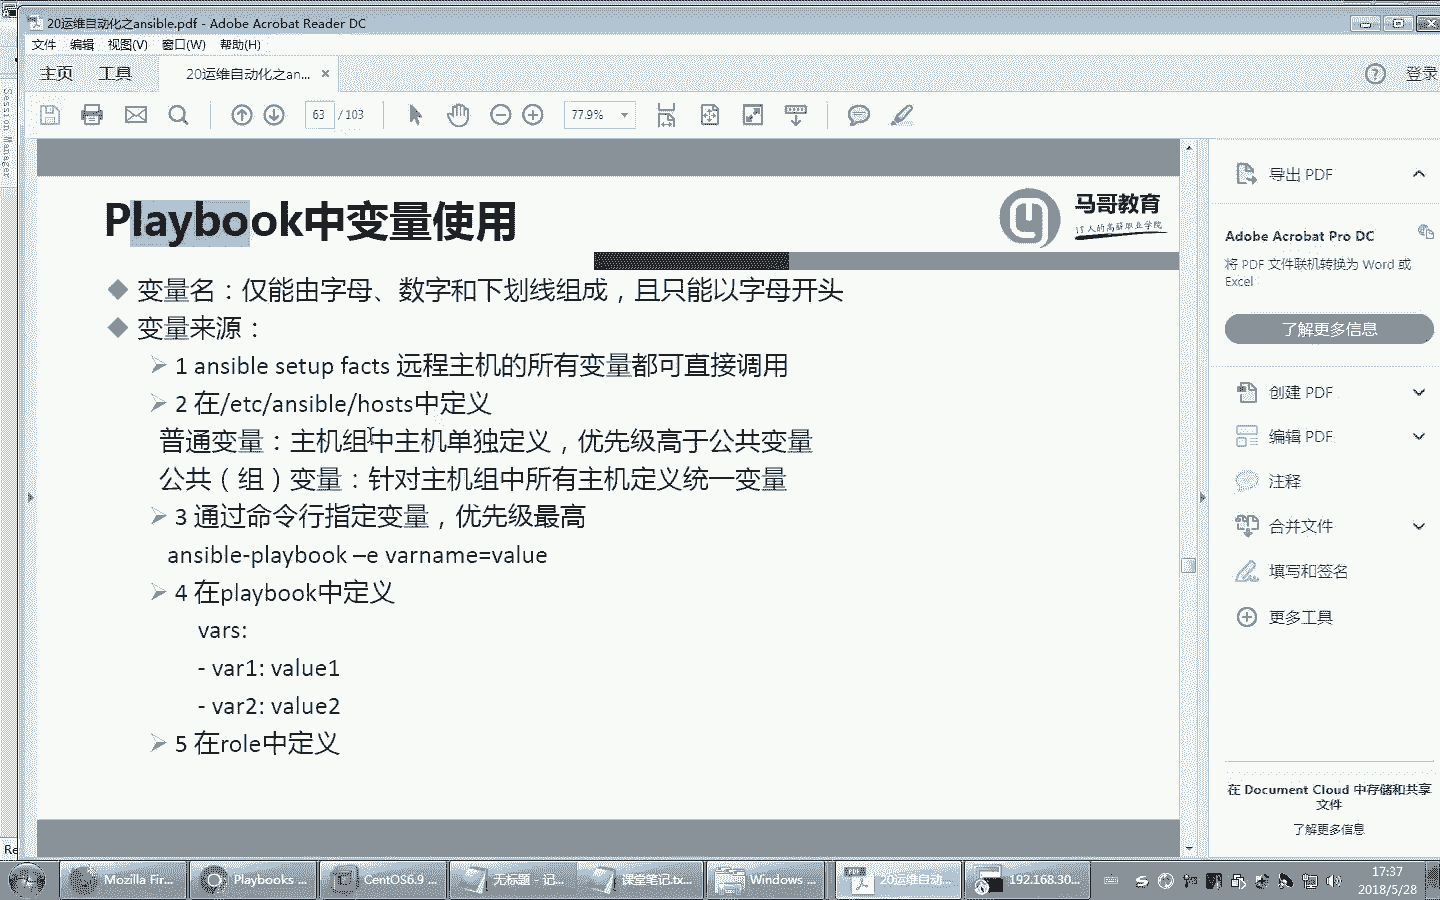 20运维自动化之ansible.pdf - Adobe Acrobat Reader DC
文件 编辑 视图(V) 窗口(W) 帮助(H)
主页 工具 20运维自动化之an... × 登录
63 / 103 77.9%
Session Manager
Playbook中变量使用
马哥教育
IT人的高薪职业学院
变量名：仅能由字母、数字和下划线组成，且只能以字母开头
变量来源：
1 ansible setup facts 远程主机的所有变量都可直接调用
2 在/etc/ansible/hosts中定义
普通变量：主机组中主机单独定义，优先级高于公共变量
公共（组）变量：针对主机组中所有主机定义统一变量
3 通过命令行指定变量，优先级最高
ansible-playbook –e varname=value
4 在playbook中定义
vars:
- var1: value1
- var2: value2
5 在role中定义
导出 PDF
Adobe Acrobat Pro DC
将 PDF 文件联机转换为 Word 或
Excel
了解更多信息
创建 PDF
编辑 PDF
注释
合并文件
填写和签名
更多工具
在 Document Cloud 中存储和共享
文件
了解更多信息
Re
Mozilla Fir... Playbooks ... CentOS6.9 ... 无标题 - 记... 课堂笔记.tx... Windows ... 20运维自动... 192.168.30...
17:37
2018/5/28